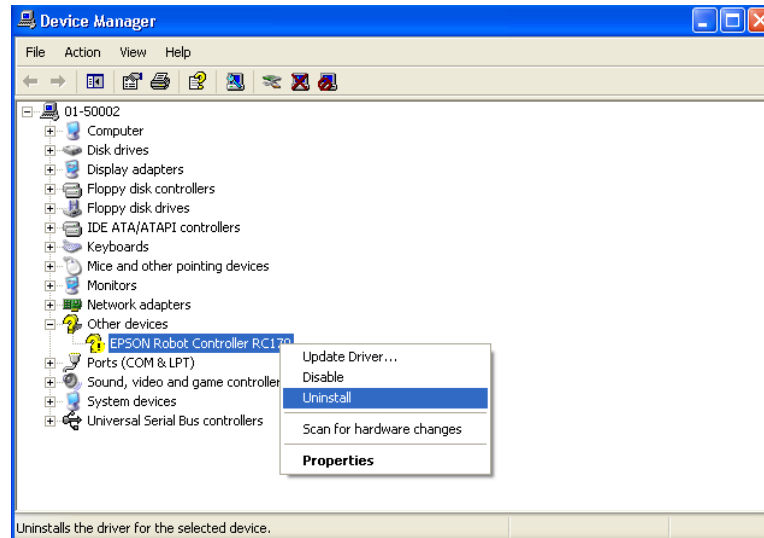 Device Manager
File Action View Help
01-50002
Computer
Disk drives
Display adapters
Floppy disk controllers
Floppy disk drives
IDE ATA/ATAPI controllers
Keyboards
Mice and other pointing devices
Monitors
Network adapters
Other devices
EPSON Robot Controller RC170
Update Driver...
Ports (COM & LPT)
Disable
Sound, video and game controller
Uninstall
System devices
Universal Serial Bus controllers
Scan for hardware changes
Properties
Uninstalls the driver for the selected device.